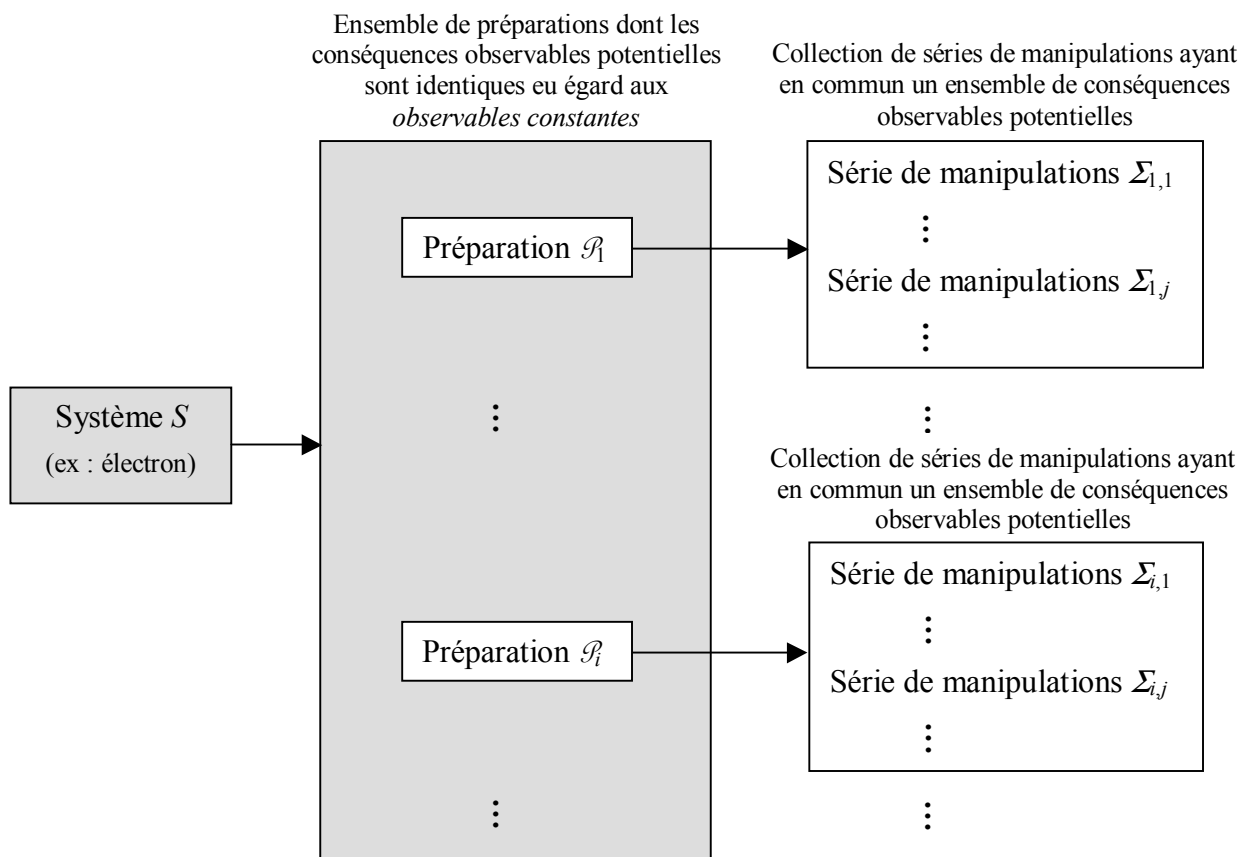 Ensemble de préparations dont les
conséquences observables potentielles
sont identiques eu égard aux
observables constantes
Collection de séries de manipulations ayant
en commun un ensemble de conséquences
observables potentielles
Série de manipulations Σ1,1
⋮
Préparation 𝒫1
Série de manipulations Σ1,j
⋮
Système S
(ex : électron)
⋮
⋮
Collection de séries de manipulations ayant
en commun un ensemble de conséquences
observables potentielles
Série de manipulations Σi,1
⋮
Préparation 𝒫i
Série de manipulations Σi,j
⋮
⋮
⋮